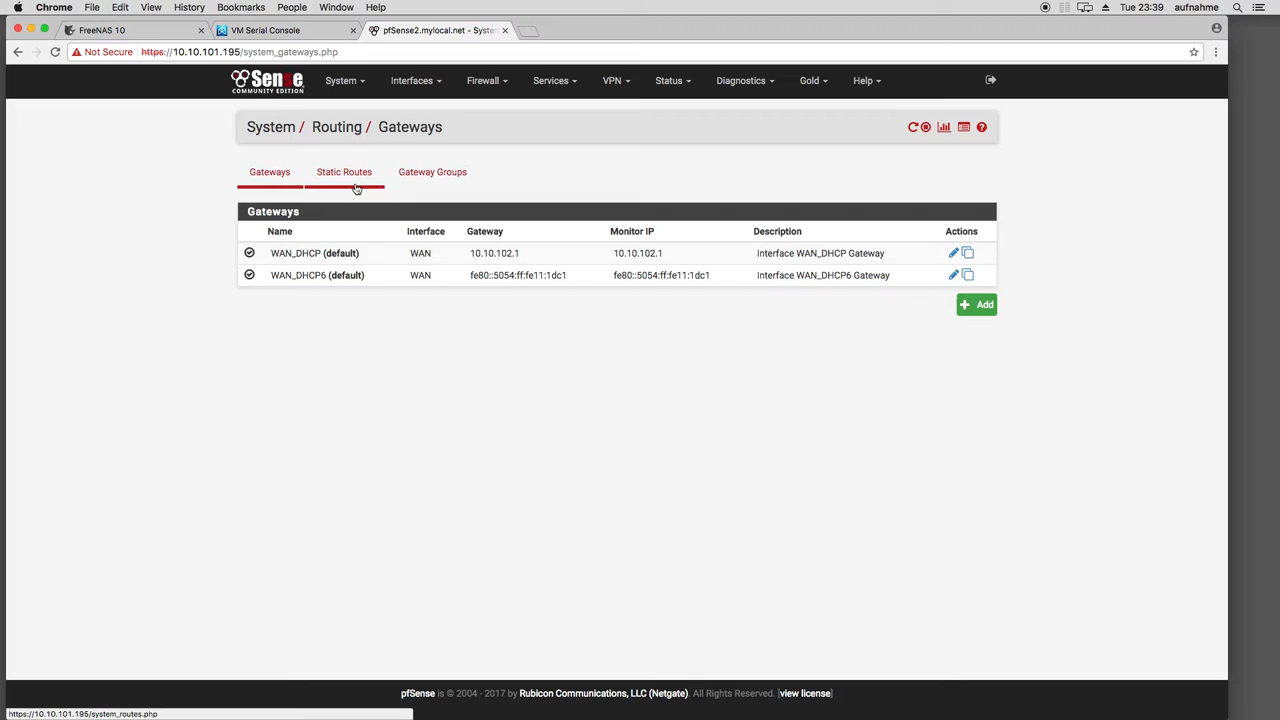 Chrome File Edit View History Bookmarks People Window Help Tue 23:39 aufnahme
FreeNAS 10 VM Serial Console pfSense2.mylocal.net - Syste
Not Secure https://10.10.101.195/system_gateways.php
Sense System Interfaces Firewall Services VPN Status Diagnostics Gold Help
COMMUNITY EDITION
System / Routing / Gateways
Gateways Static Routes Gateway Groups
Gateways
Name Interface Gateway Monitor IP Description Actions
WAN_DHCP (default) WAN 10.10.102.1 10.10.102.1 Interface WAN_DHCP Gateway
WAN_DHCP6 (default) WAN fe80::5054:ff:fe11:1dc1 fe80::5054:ff:fe11:1dc1 Interface WAN_DHCP6 Gateway
+ Add
pfSense is © 2004 - 2017 by Rubicon Communications, LLC (Netgate). All Rights Reserved. [view license]
https://10.10.101.195/system_routes.php